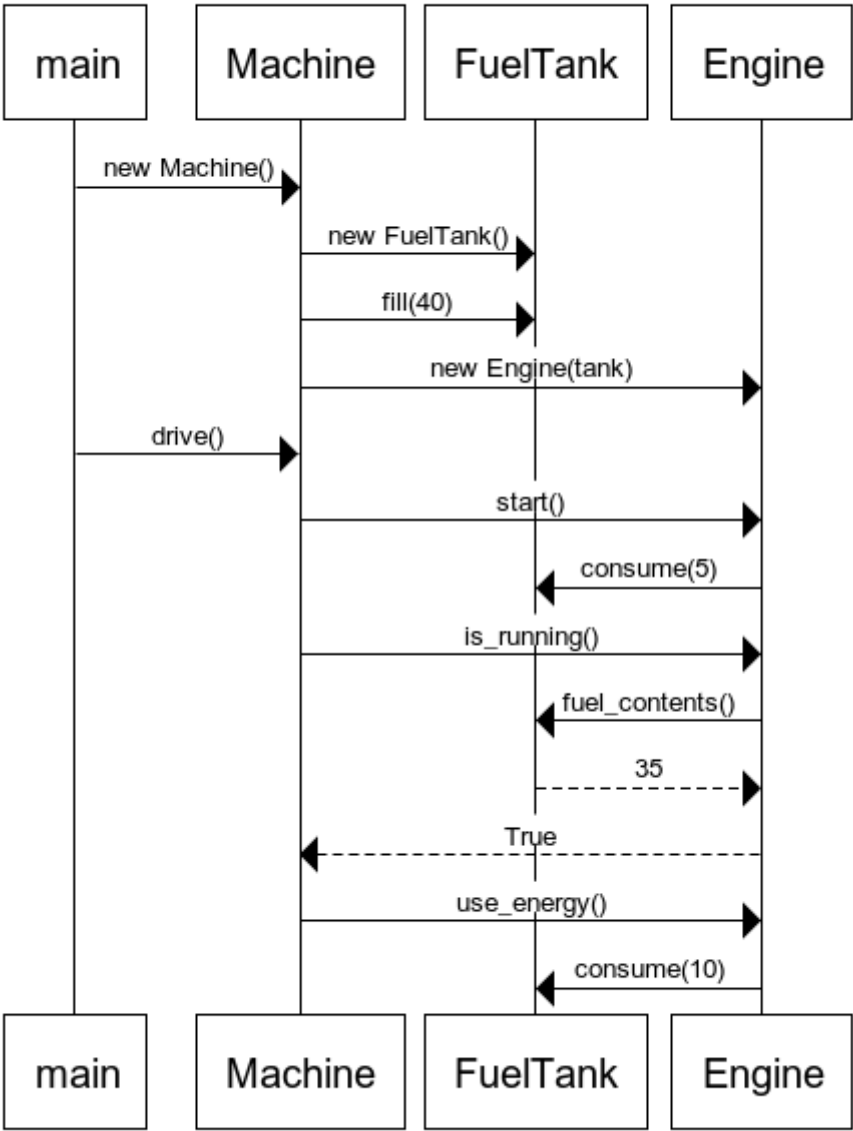 main Machine FuelTank Engine
new Machine()
new FuelTank()
fill(40)
new Engine(tank)
drive()
start()
consume(5)
is_running()
fuel_contents()
35
True
use_energy()
consume(10)
main Machine FuelTank Engine